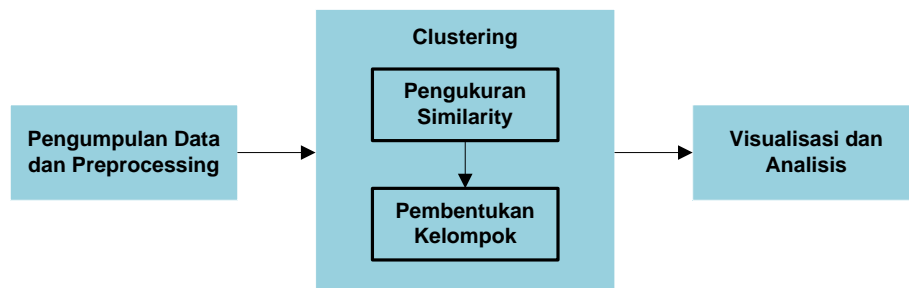 Pengumpulan Data
dan Preprocessing
Clustering
Pengukuran
Similarity
Pembentukan
Kelompok
Visualisasi dan
Analisis